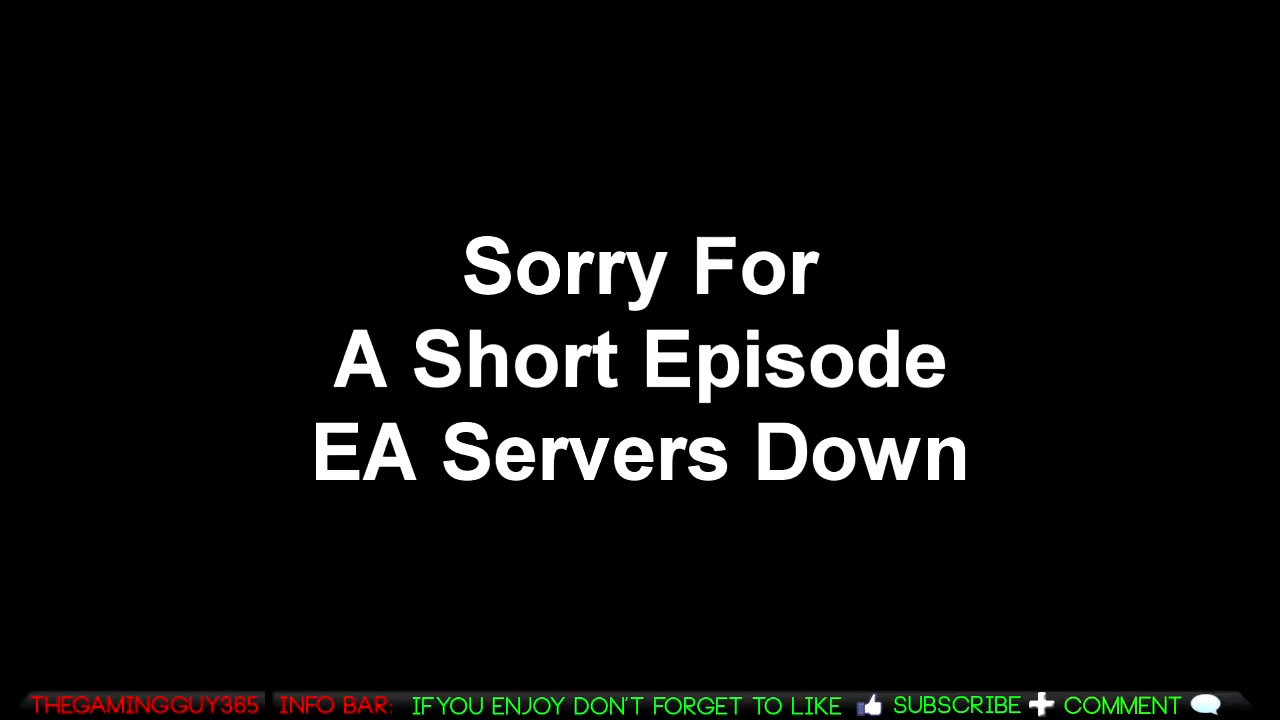 Sorry For
A Short Episode
EA Servers Down
THEGAMINGGUY365 INFO BAR: IF YOU ENJOY DON'T FORGET TO LIKE SUBSCRIBE COMMENT